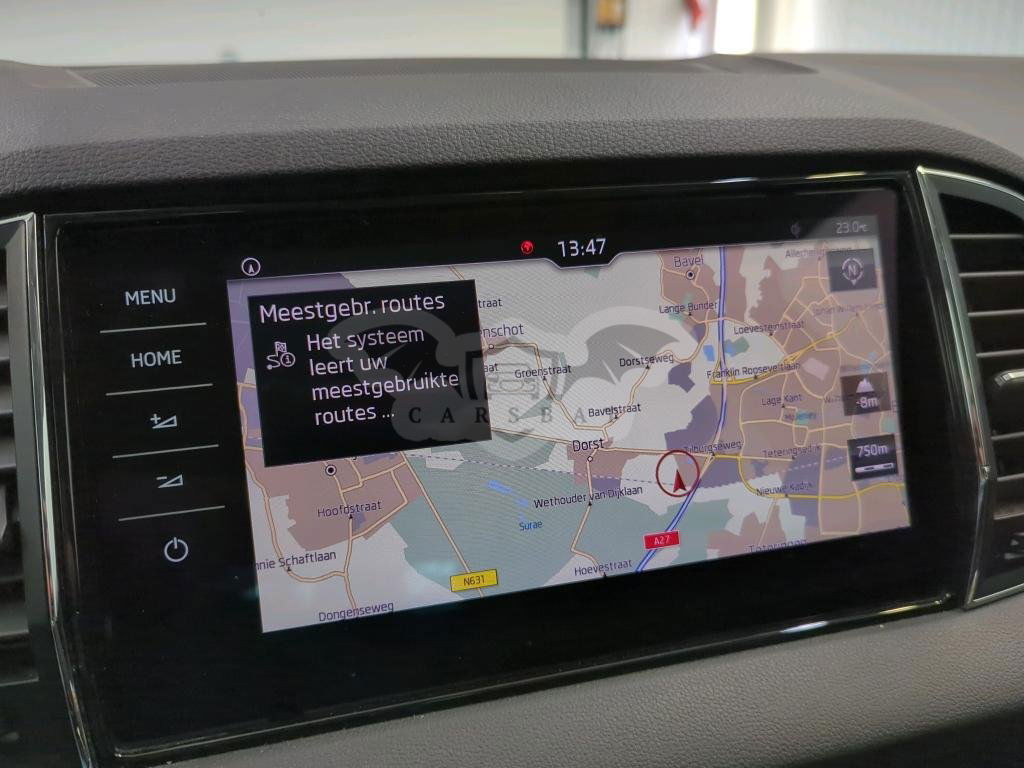 13:47
23.0°C
MENU
HOME
Meestgebr. routes
Het systeem
leert uw
meestgebruikte
routes ...
CARSBA
Bavel
N
Lange Bunder
Loevesteinstraat
Groenstraat
Dorstseweg
Franklin Rooseveltlaan
Lage Kant
-8m
Bavelstraat
Dorst
Tilburgseweg
750m
Wethouder van Dijklaan
Nieuwe Kadijk
Hoofdstraat
Surae
A27
N631
Hoevestraat
Dongenseweg